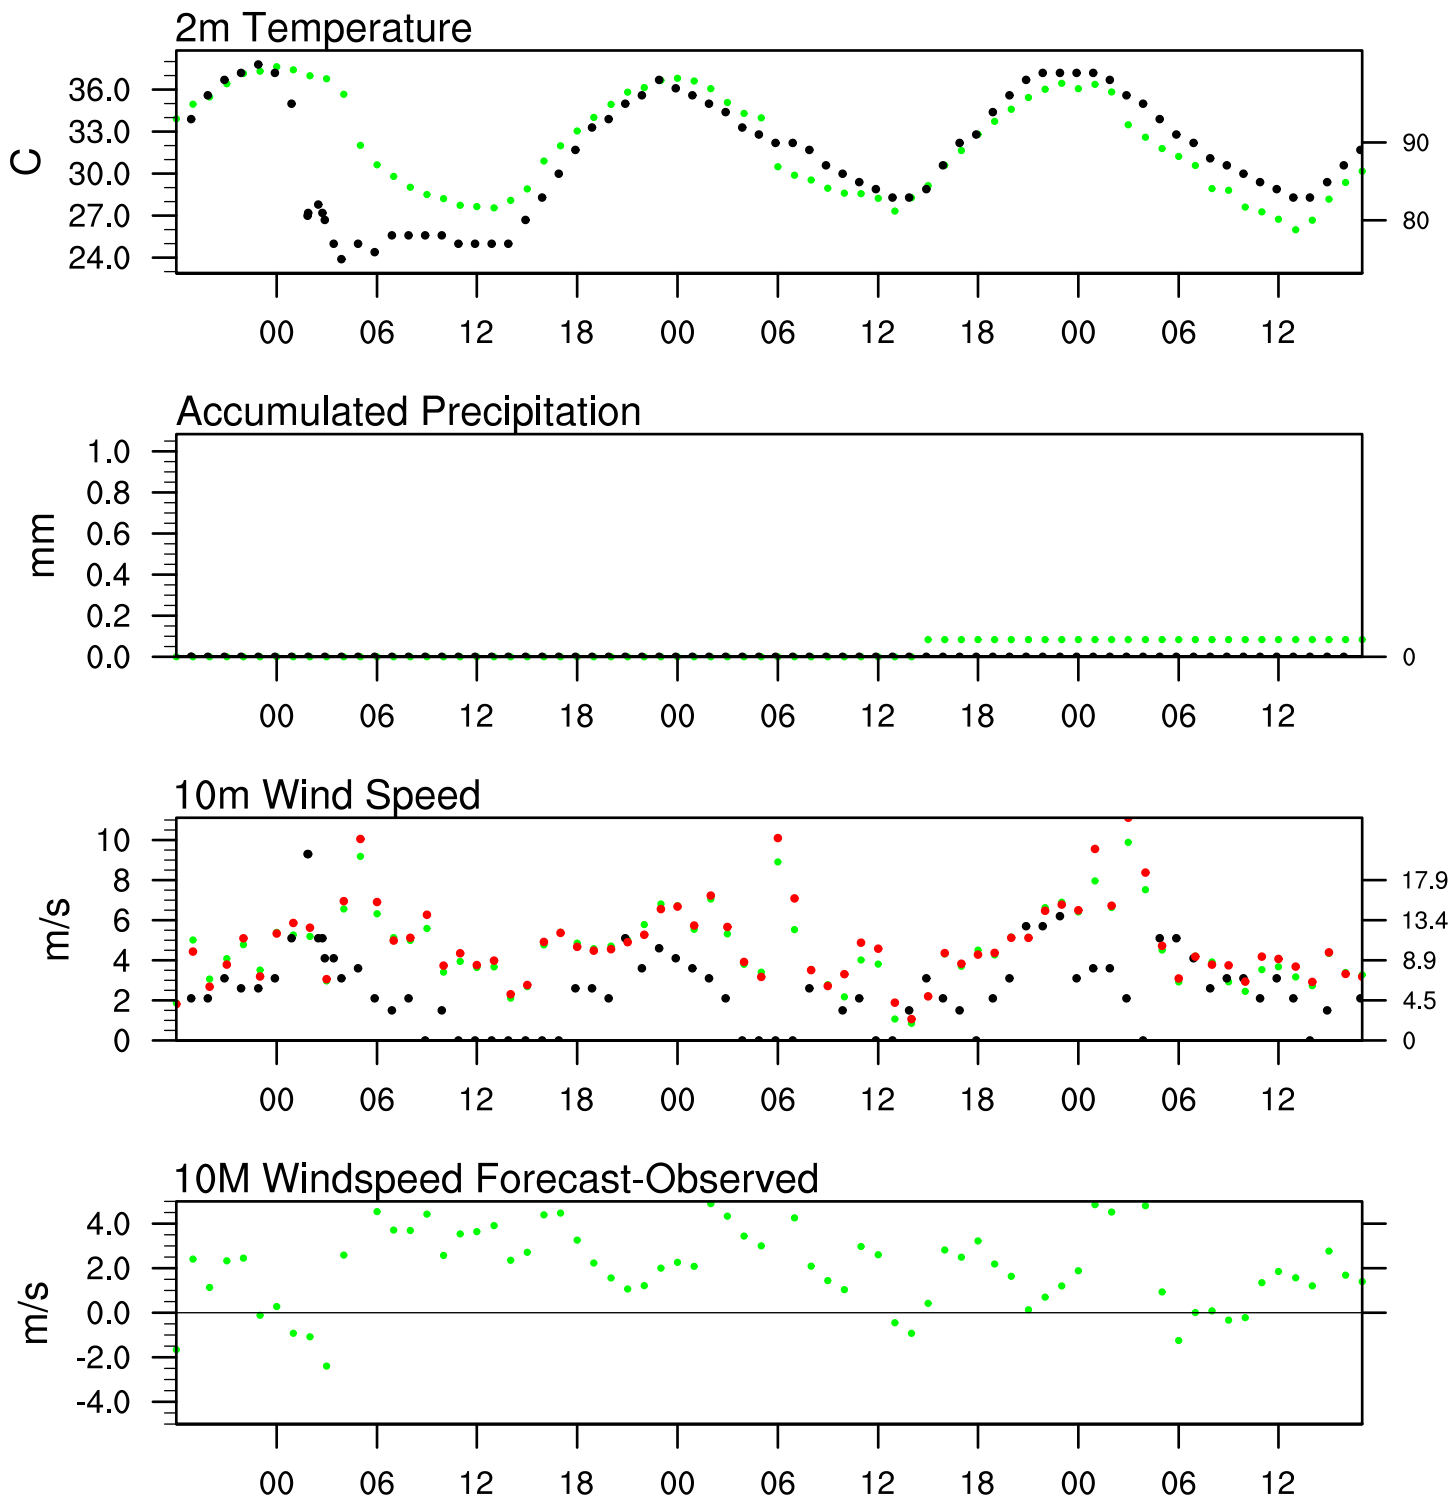 2m Temperature
C
36.0
33.0
30.0
27.0
24.0
90
80
00 06 12 18 00 06 12 18 00 06 12
Accumulated Precipitation
mm
1.0
0.8
0.6
0.4
0.2
0.0
0
00 06 12 18 00 06 12 18 00 06 12
10m Wind Speed
m/s
10
8
6
4
2
0
17.9
13.4
8.9
4.5
0
00 06 12 18 00 06 12 18 00 06 12
10M Windspeed Forecast-Observed
m/s
4.0
2.0
0.0
-2.0
-4.0
00 06 12 18 00 06 12 18 00 06 12